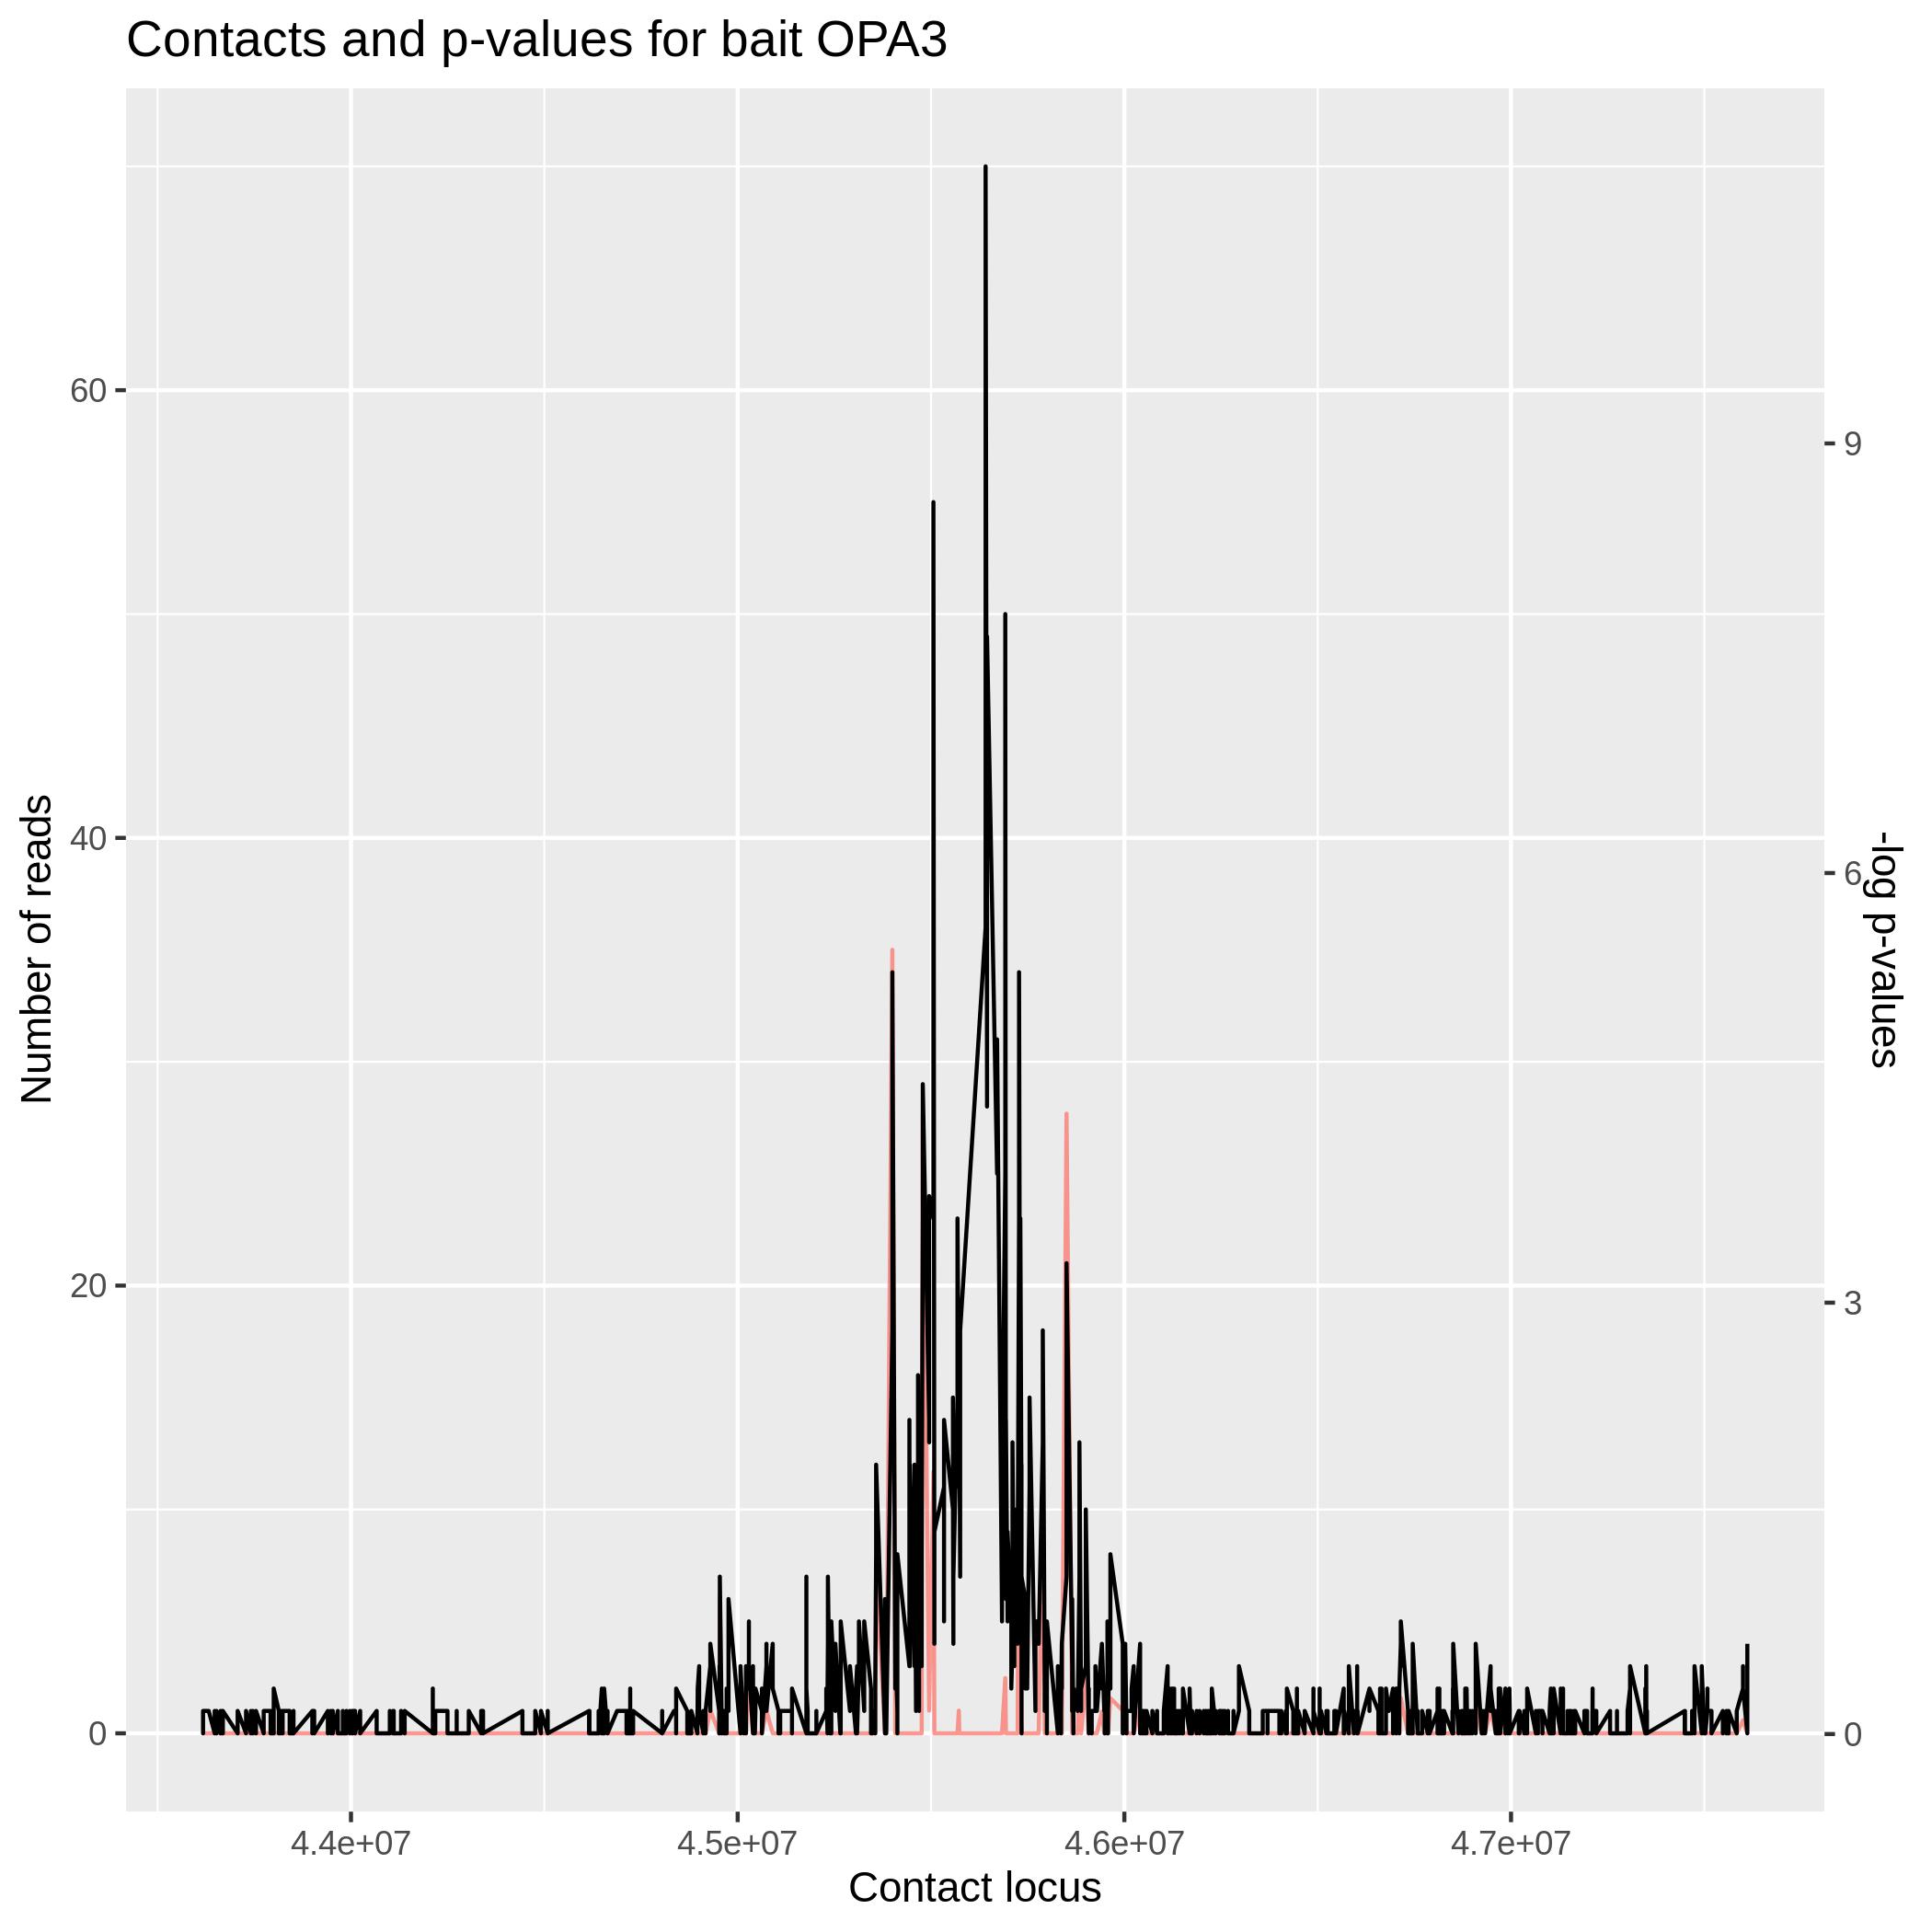 Contacts and p-values for bait OPA3
60
40
20
0
9
6
3
0
Number of reads
-log p-values
4.4e+07 4.5e+07 4.6e+07 4.7e+07
Contact locus